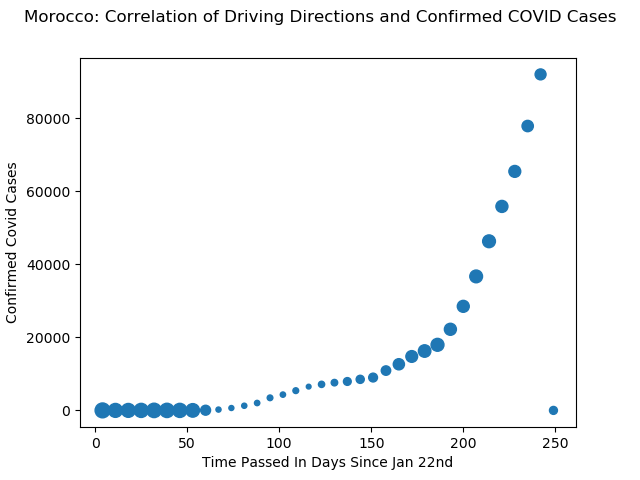 Morocco: Correlation of Driving Directions and Confirmed COVID Cases
Confirmed Covid Cases
80000
60000
40000
20000
0
0 50 100 150 200 250
Time Passed In Days Since Jan 22nd